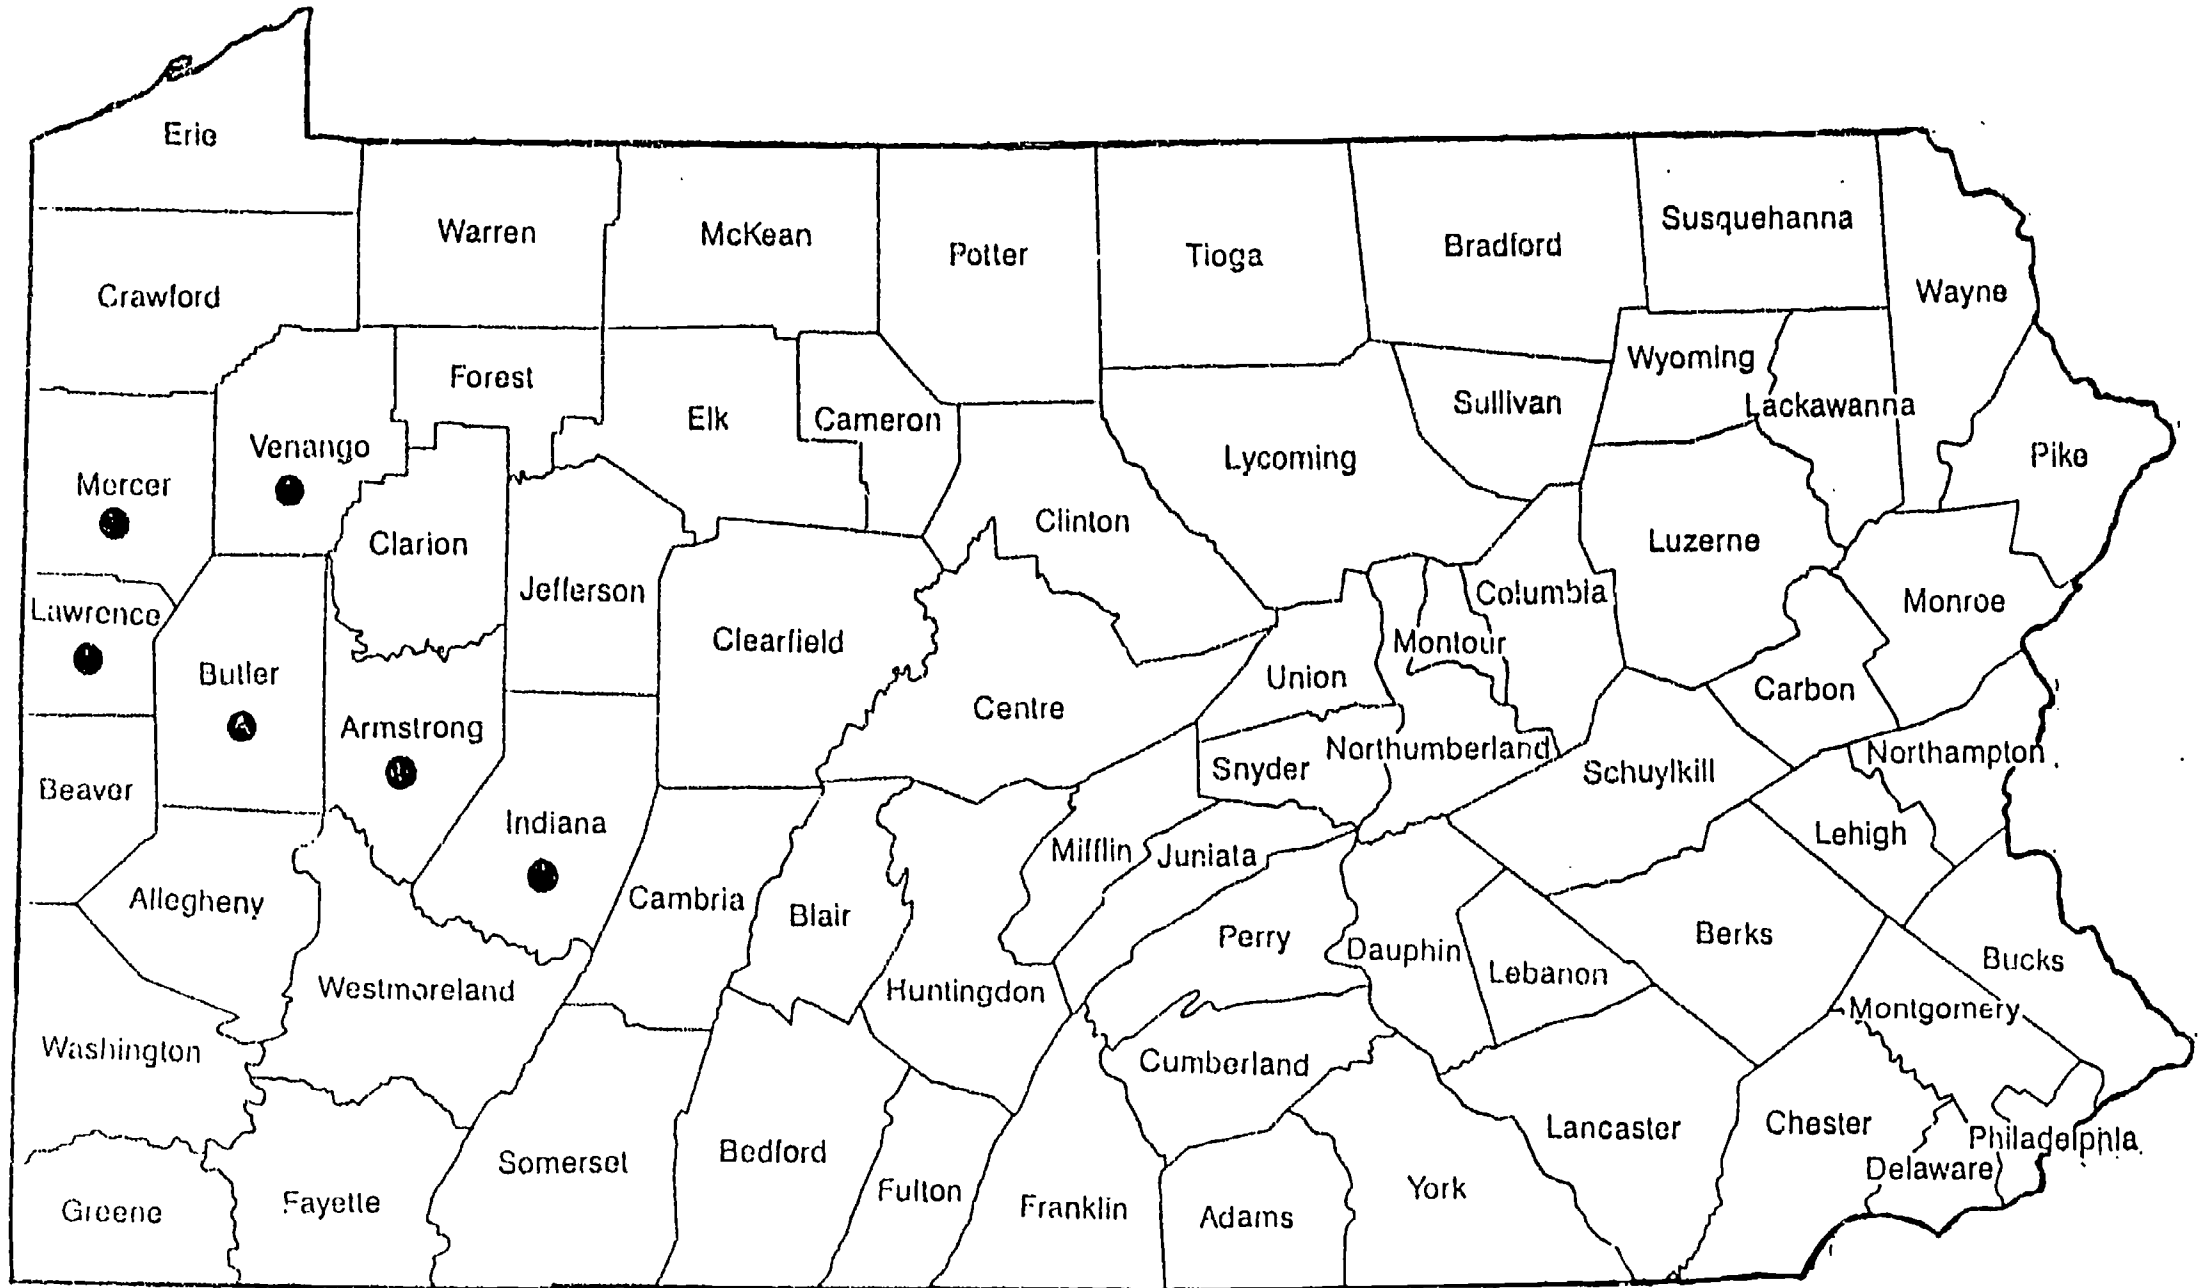 Erie
Warren
McKean
Potter
Tioga
Bradford
Susquehanna
Crawford
Wayne
Forest
Wyoming
Elk
Cameron
Sullivan
Lackawanna
Venango
Lycoming
Pike
Mercer
Clarion
Clinton
Luzerne
Jefferson
Columbia
Monroe
Lawrence
Clearfield
Montour
Butler
Union
Carbon
Centre
Armstrong
Northumberland
Northampton
Snyder
Schuylkill
Beaver
Indiana
Mifflin
Juniata
Lehigh
Allegheny
Cambria
Blair
Perry
Dauphin
Berks
Lebanon
Bucks
Westmoreland
Huntingdon
Montgomery
Washington
Cumberland
Lancaster
Chester
Philadelphia
Somerset
Bedford
Delaware
Greene
Fayette
Fulton
Franklin
Adams
York